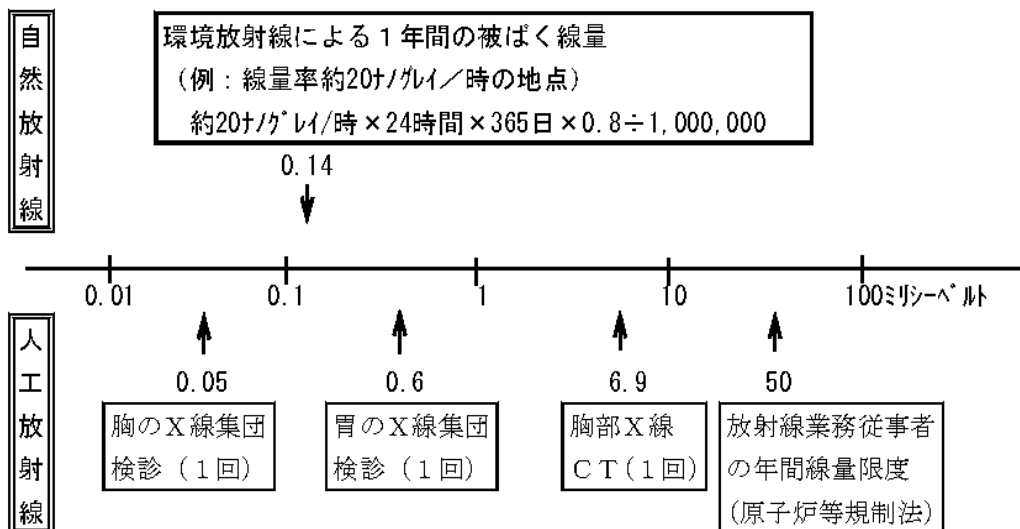 自然放射線
環境放射線による１年間の被ばく線量
（例：線量率約20ﾅﾉｸﾞﾚｲ／時の地点）
約20ﾅﾉｸﾞﾚｲ/時×24時間×365日×0.8÷1,000,000
0.14
0.01 0.1 1 10 100ﾐﾘｼｰﾍﾞﾙﾄ
人工放射線
0.05
胸のＸ線集団
検診（１回）
0.6
胃のＸ線集団
検診（１回）
6.9
胸部Ｘ線
ＣＴ(１回)
50
放射線業務従事者
の年間線量限度
(原子炉等規制法)